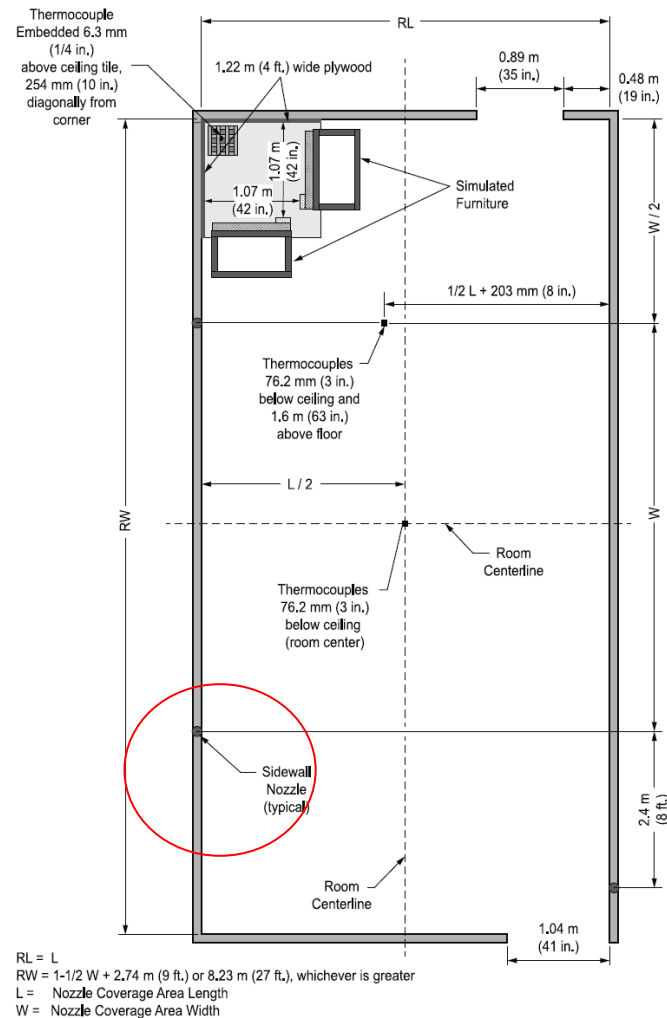 Thermocouple
Embedded 6.3 mm
(1/4 in.)
above ceiling tile,
254 mm (10 in.)
diagonally from
corner
RL
1.22 m (4 ft.) wide plywood
0.89 m
(35 in.)
0.48 m
(19 in.)
1.07 m
(42 in.)
1.07 m
(42 in.)
Simulated
Furniture
W / 2
1/2 L + 203 mm (8 in.)
Thermocouples
76.2 mm (3 in.)
below ceiling and
1.6 m (63 in.)
above floor
L / 2
RW
W
Room
Centerline
Thermocouples
76.2 mm (3 in.)
below ceiling
(room center)
Sidewall
Nozzle
(typical)
2.4 m
(8 ft.)
Room
Centerline
1.04 m
(41 in.)
RL = L
RW = 1-1/2 W + 2.74 m (9 ft.) or 8.23 m (27 ft.), whichever is greater
L = Nozzle Coverage Area Length
W = Nozzle Coverage Area Width